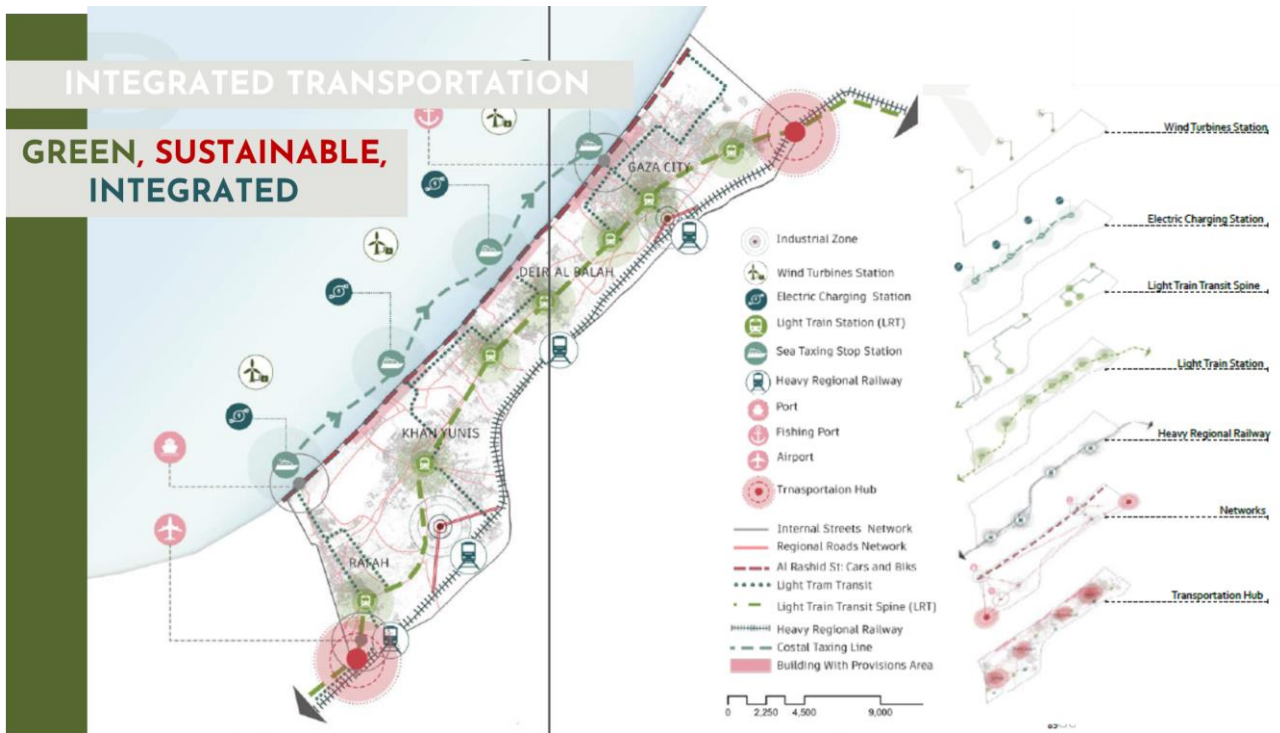 INTEGRATED TRANSPORTATION
GREEN, SUSTAINABLE,
INTEGRATED
GAZA CITY
DEIR AL BALAH
KHAN YUNIS
RAFAH
Industrial Zone
Wind Turbines Station
Electric Charging Station
Light Train Station (LRT)
Sea Taxing Stop Station
Heavy Regional Railway
Port
Fishing Port
Airport
Trnasportaion Hub
Internal Streets Network
Regional Roads Network
Al Rashid St: Cars and Biks
Light Tram Transit
Light Train Transit Spine (LRT)
Heavy Regional Railway
Costal Taxing Line
Building With Provisions Area
0 2,250 4,500 9,000
Wind Turbines Station
Electric Charging Station
Light Train Transit Spine
Light Train Station
Heavy Regional Railway
Networks
Transportation Hub